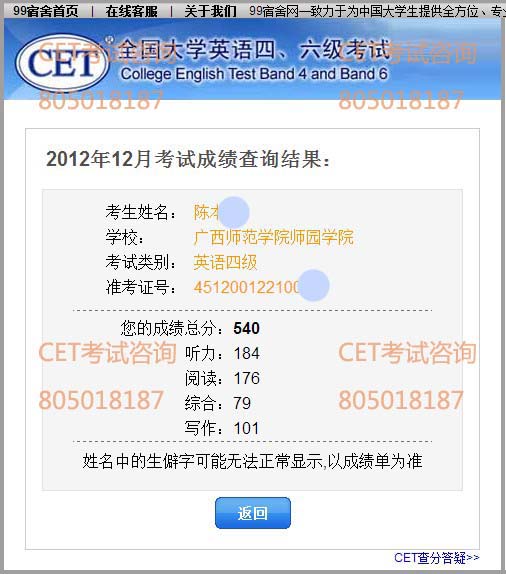 99宿舍首页 | 在线客服 | 关于我们 99宿舍网一致力于为中国大学生提供全方位、专业
CET
全国大学英语四、六级考试
College English Test Band 4 and Band 6
CET考试咨询 CET考试咨询
805018187 805018187
2012年12月考试成绩查询结果：
考生姓名： 陈本
学校： 广西师范学院师园学院
考试类别： 英语四级
准考证号： 451200122100
您的成绩总分：540
CET考试咨询 CET考试咨询
听力：184
阅读：176
805018187 805018187
综合：79
写作：101
姓名中的生僻字可能无法正常显示,以成绩单为准
返回
CET查分答疑>>